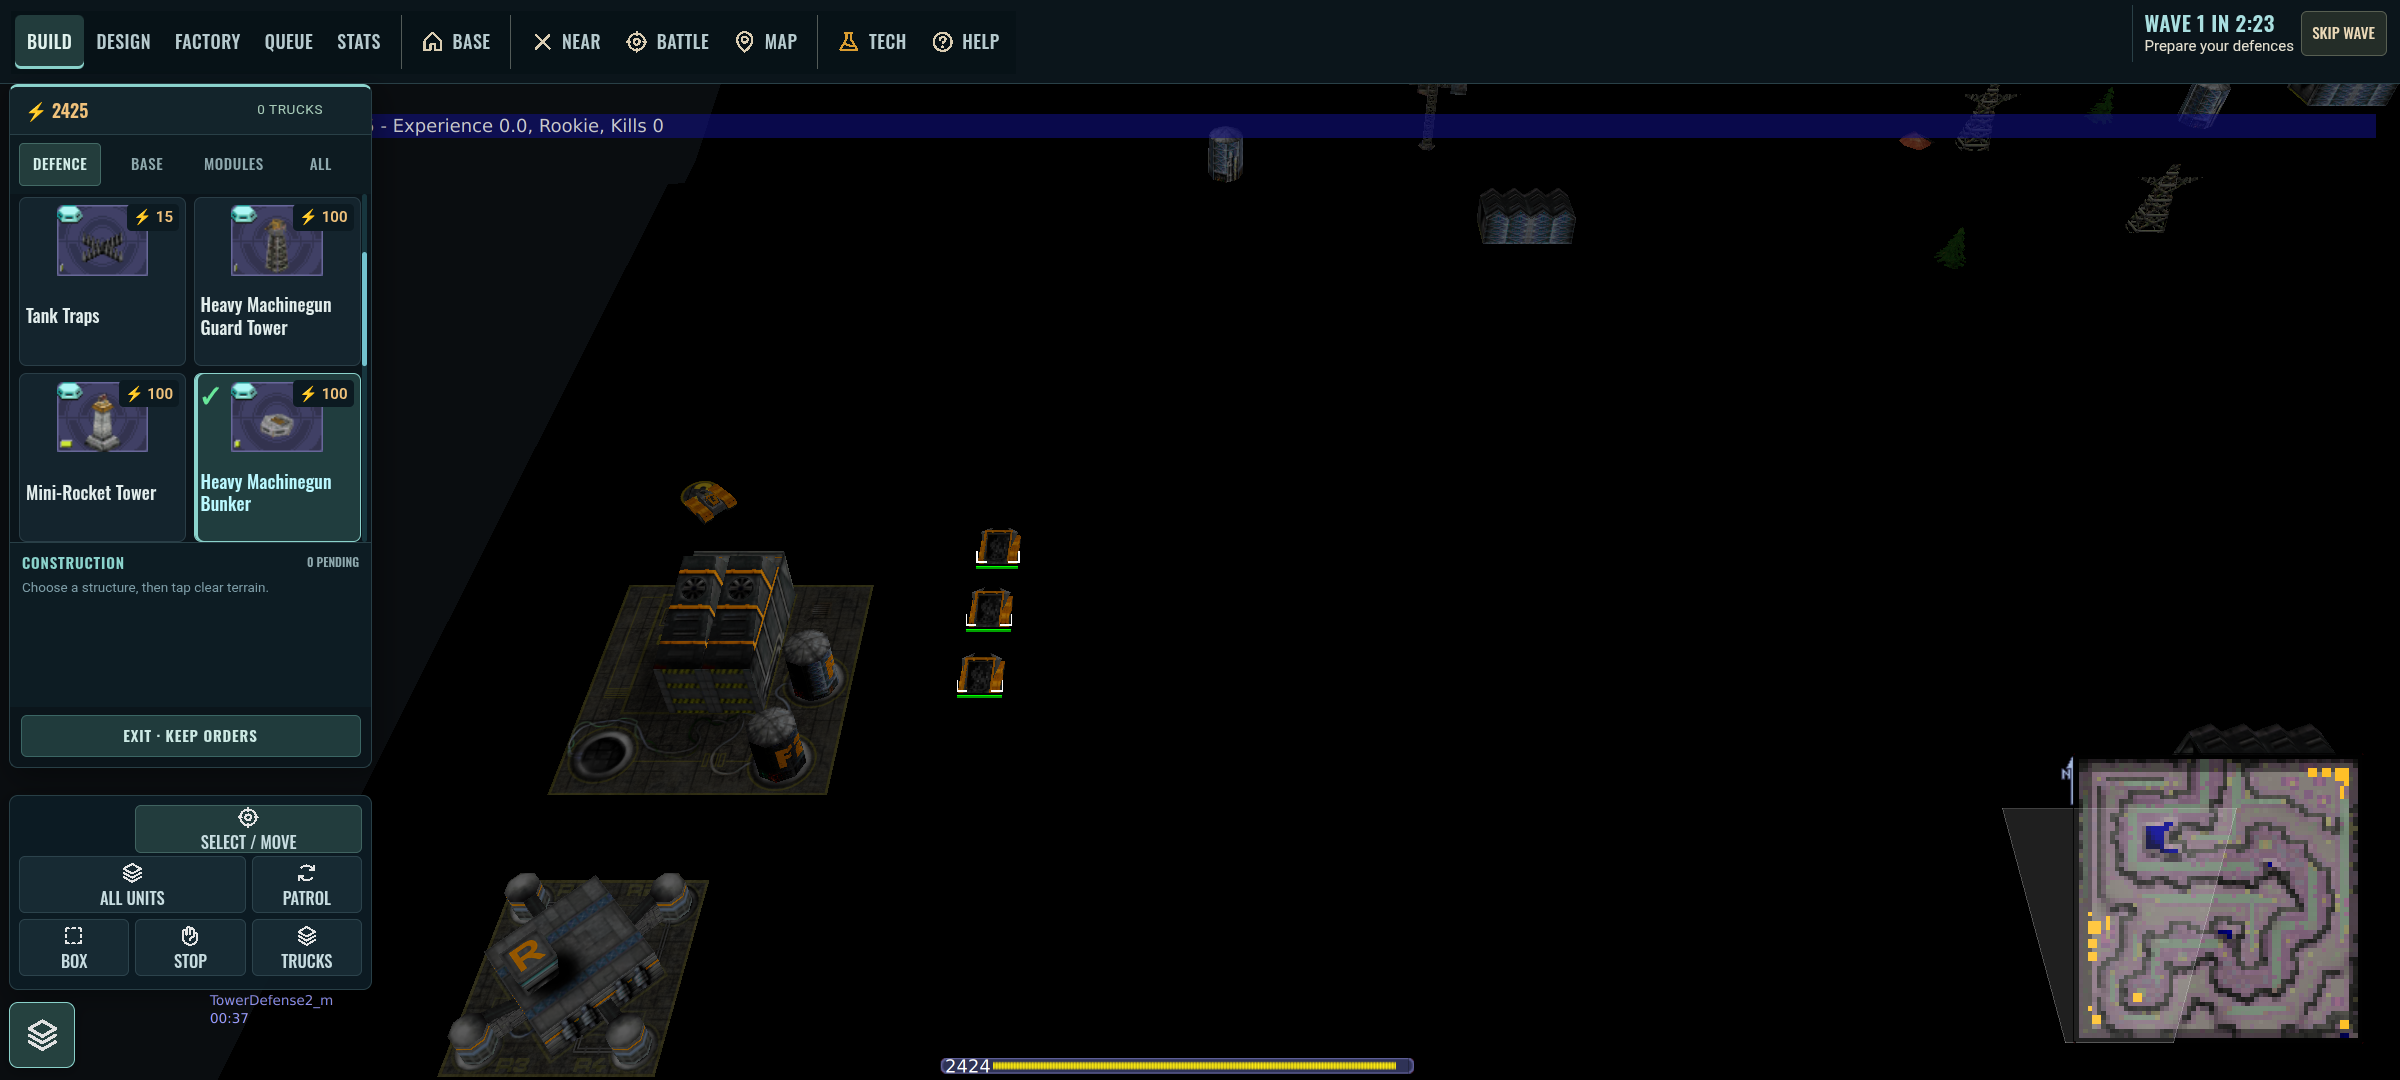 BUILD DESIGN FACTORY QUEUE STATS BASE NEAR BATTLE MAP TECH HELP
WAVE 1 IN 2:23
Prepare your defences
SKIP WAVE
2425
0 TRUCKS
- Experience 0.0, Rookie, Kills 0
DEFENCE BASE MODULES ALL
15
Tank Traps
100
Heavy Machinegun
Guard Tower
100
Mini-Rocket Tower
100
Heavy Machinegun
Bunker
CONSTRUCTION
0 PENDING
Choose a structure, then tap clear terrain.
EXIT · KEEP ORDERS
SELECT / MOVE
ALL UNITS
PATROL
BOX
STOP
TRUCKS
TowerDefense2_m
00:37
R
N
2424